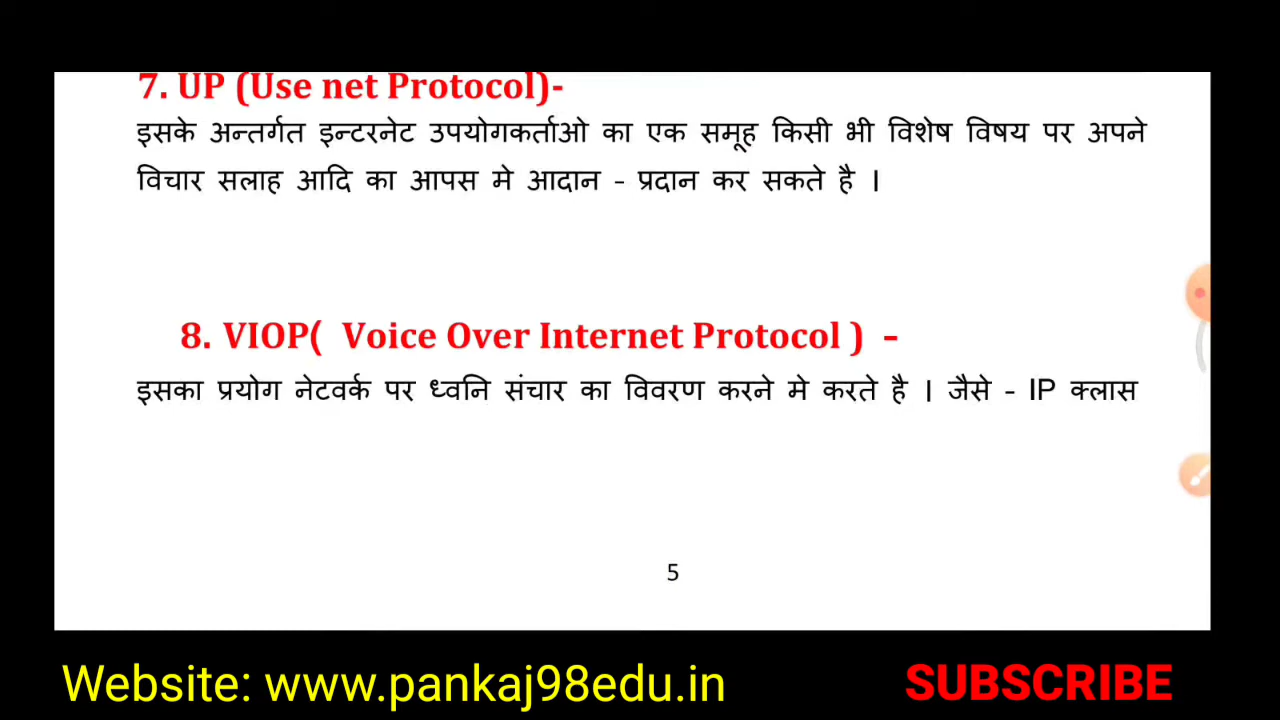 7. UP (Use net Protocol)-
इसके अन्तर्गत इन्टरनेट उपयोगकर्ताओ का एक समूह किसी भी विशेष विषय पर अपने
विचार सलाह आदि का आपस मे आदान - प्रदान कर सकते है ।
8. VIOP( Voice Over Internet Protocol ) -
इसका प्रयोग नेटवर्क पर ध्वनि संचार का विवरण करने मे करते है । जैसे - IP क्लास
5
Website: www.pankaj98edu.in
SUBSCRIBE